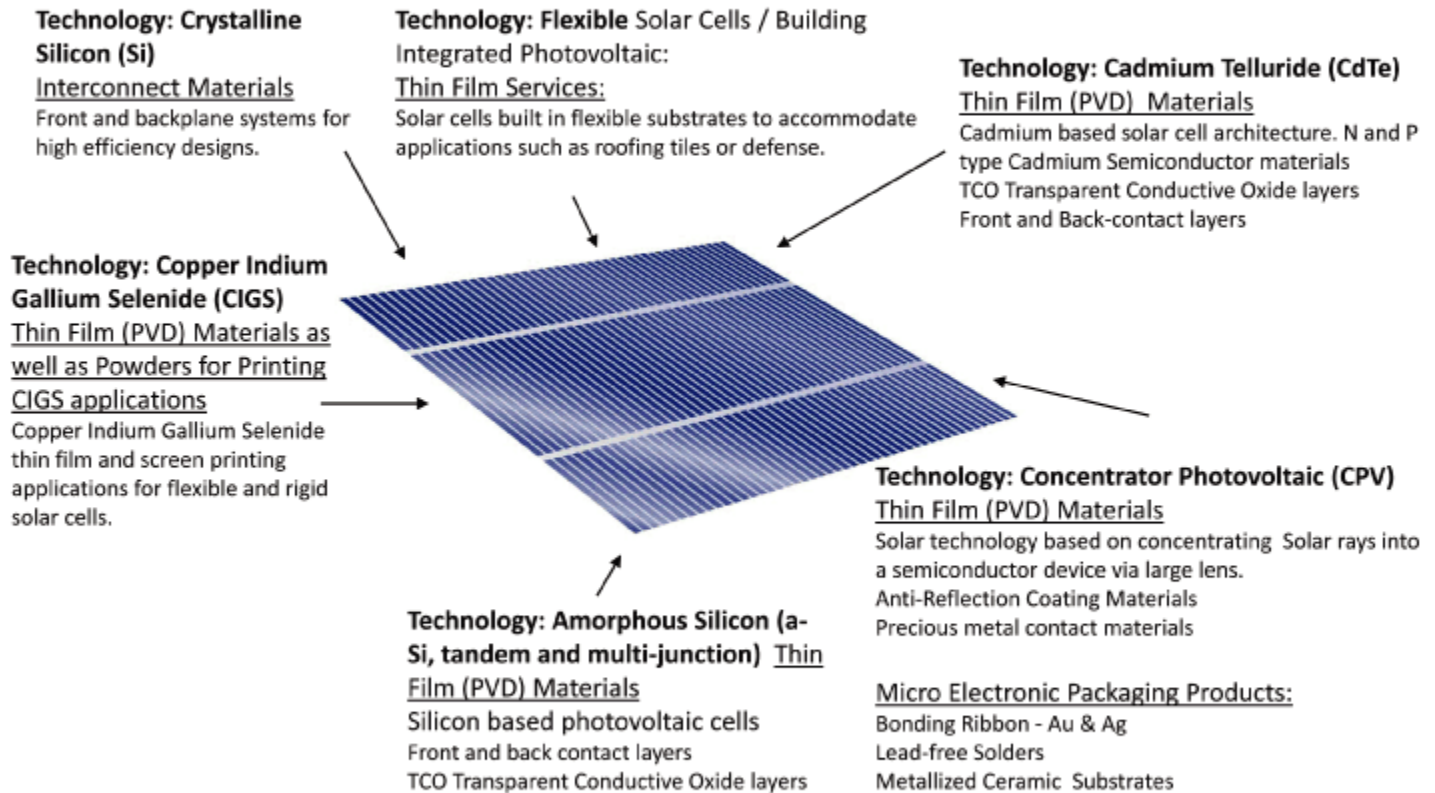 Technology: Crystalline
Silicon (Si)
Interconnect Materials
Front and backplane systems for
high efficiency designs.
Technology: Flexible Solar Cells / Building
Integrated Photovoltaic:
Thin Film Services:
Solar cells built in flexible substrates to accommodate
applications such as roofing tiles or defense.
Technology: Cadmium Telluride (CdTe)
Thin Film (PVD) Materials
Cadmium based solar cell architecture. N and P
type Cadmium Semiconductor materials
TCO Transparent Conductive Oxide layers
Front and Back-contact layers
Technology: Copper Indium
Gallium Selenide (CIGS)
Thin Film (PVD) Materials as
well as Powders for Printing
CIGS applications
Copper Indium Gallium Selenide
thin film and screen printing
applications for flexible and rigid
solar cells.
Technology: Concentrator Photovoltaic (CPV)
Thin Film (PVD) Materials
Solar technology based on concentrating Solar rays into
a semiconductor device via large lens.
Anti-Reflection Coating Materials
Precious metal contact materials
Micro Electronic Packaging Products:
Bonding Ribbon - Au & Ag
Lead-free Solders
Metallized Ceramic Substrates
Technology: Amorphous Silicon (a-
Si, tandem and multi-junction) Thin
Film (PVD) Materials
Silicon based photovoltaic cells
Front and back contact layers
TCO Transparent Conductive Oxide layers